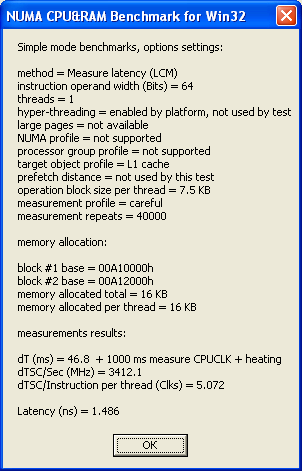 NUMA CPU&RAM Benchmark for Win32
Simple mode benchmarks, options settings:
method = Measure latency (LCM)
instruction operand width (Bits) = 64
threads = 1
hyper-threading = enabled by platform, not used by test
large pages = not available
NUMA profile = not supported
processor group profile = not supported
target object profile = L1 cache
prefetch distance = not used by this test
operation block size per thread = 7.5 KB
measurement profile = careful
measurement repeats = 40000
memory allocation:
block #1 base = 00A10000h
block #2 base = 00A12000h
memory allocated total = 16 KB
memory allocated per thread = 16 KB
measurements results:
dT (ms) = 46.8  + 1000 ms measure CPUCLK + heating
dTSC/Sec (MHz) = 3412.1
dTSC/Instruction per thread (Clks) = 5.072
Latency (ns) = 1.486
OK